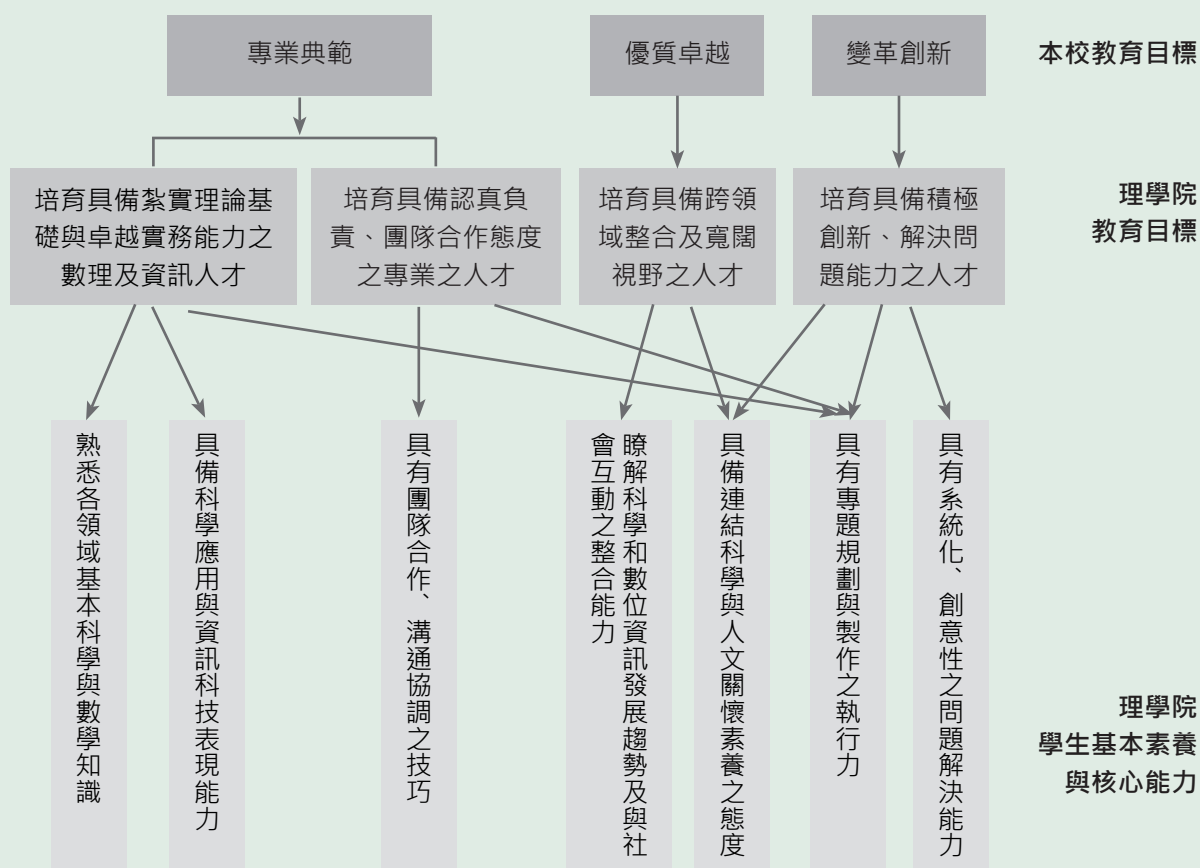 專業典範
優質卓越
變革創新
本校教育目標
培育具備紮實理論基
礎與卓越實務能力之
數理及資訊人才
培育具備認真負
責、團隊合作態度
之專業之人才
培育具備跨領
域整合及寬闊
視野之人才
培育具備積極
創新、解決問
題能力之人才
理學院
教育目標
熟悉各領域基本科學與數學知識
具備科學應用與資訊科技表現能力
具有團隊合作、溝通協調之技巧
瞭解科學和數位資訊發展趨勢及與社
會互動之整合能力
具備連結科學與人文關懷素養之態度
具有專題規劃與製作之執行力
具有系統化、創意性之問題解決能力
理學院
學生基本素養
與核心能力